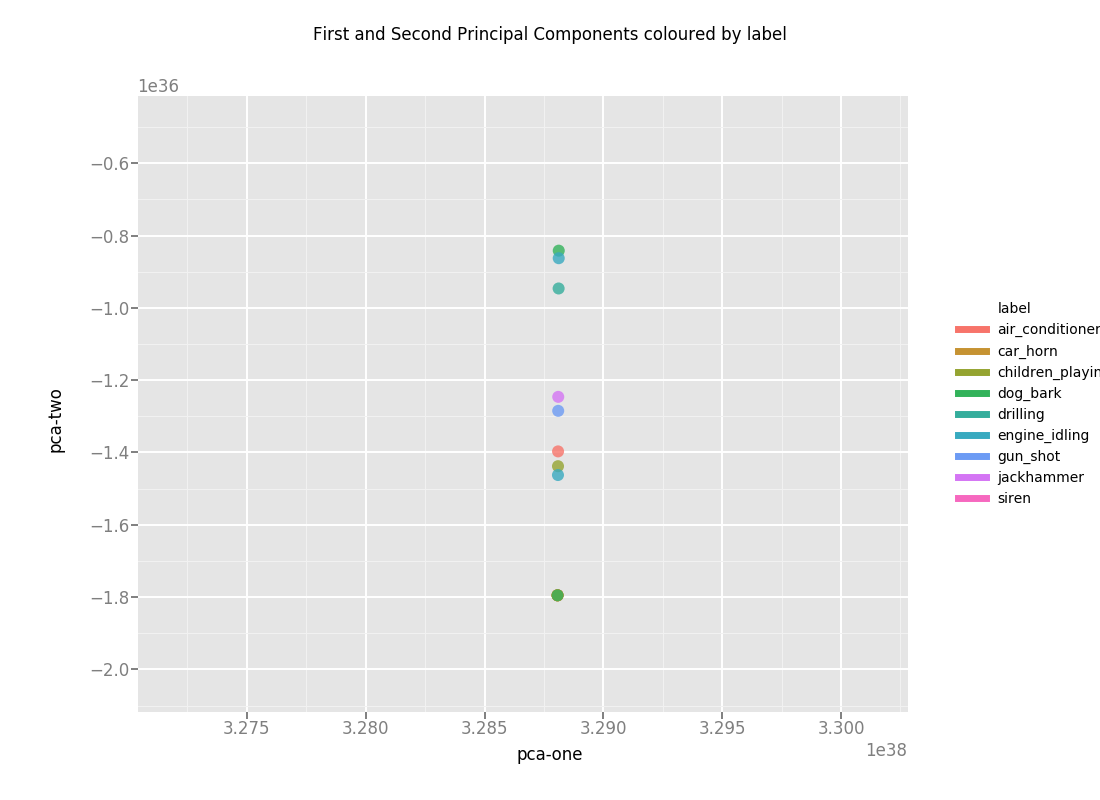 First and Second Principal Components coloured by label
1e36
−0.6
−0.8
−1.0
−1.2
−1.4
−1.6
−1.8
−2.0
pca-two
3.275 3.280 3.285 3.290 3.295 3.300
1e38
pca-one
label
air_conditioner
car_horn
children_playin
dog_bark
drilling
engine_idling
gun_shot
jackhammer
siren